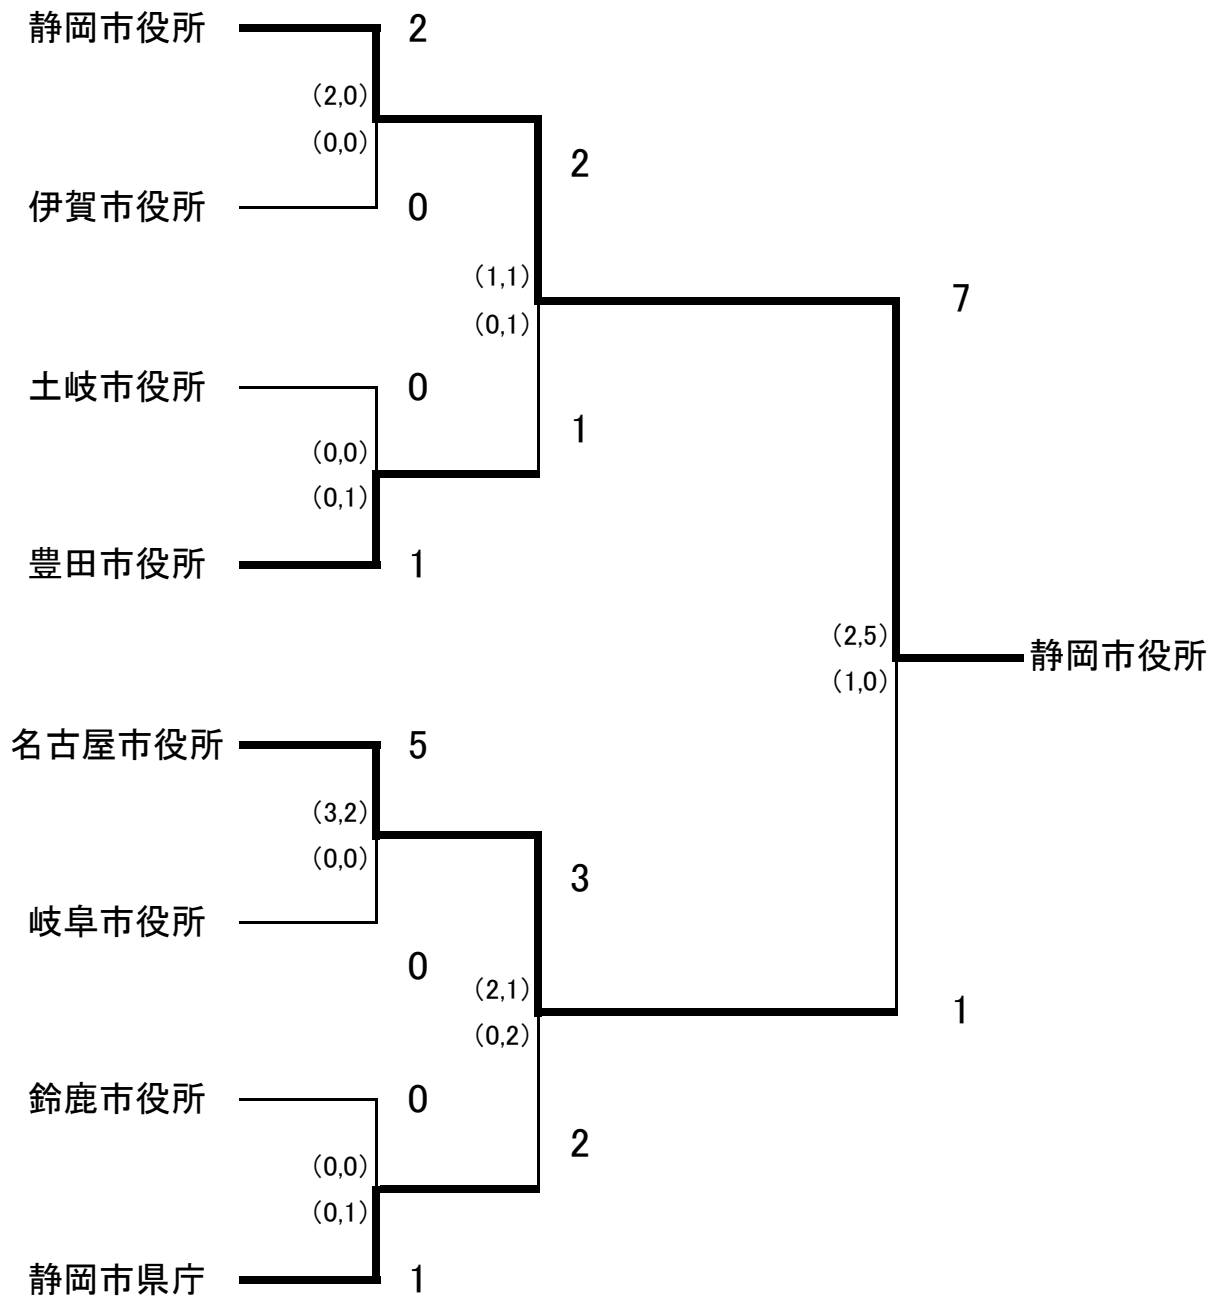 静岡市役所 2
(2,0)
(0,0)
2
伊賀市役所 0
(1,1)
(0,1)
7
土岐市役所 0
1
(0,0)
(0,1)
豊田市役所 1
(2,5)
静岡市役所
(1,0)
名古屋市役所 5
(3,2)
(0,0)
3
岐阜市役所
0
(2,1)
(0,2)
1
鈴鹿市役所 0
2
(0,0)
(0,1)
静岡市県庁 1